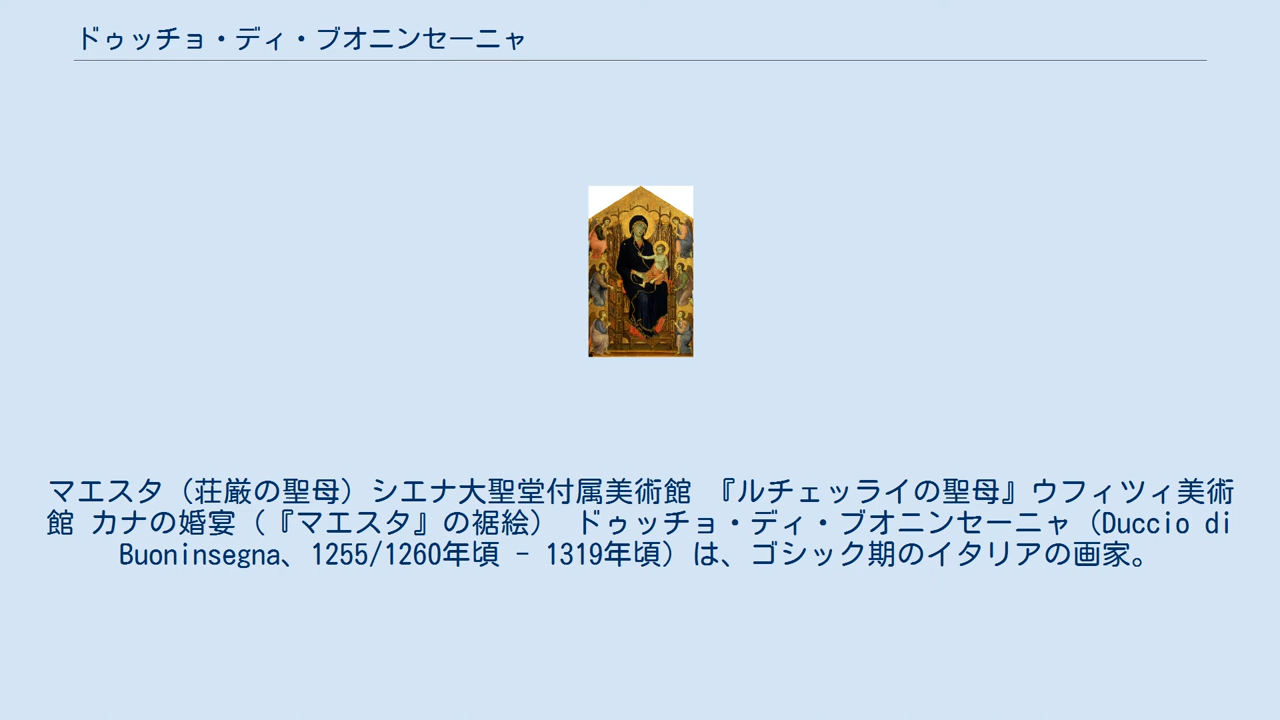 ドゥッチョ・ディ・ブオニンセーニャ
マエスタ（荘厳の聖母）シエナ大聖堂付属美術館 『ルチェッライの聖母』ウフィツィ美術
館 カナの婚宴（『マエスタ』の裾絵） ドゥッチョ・ディ・ブオニンセーニャ（Duccio di
Buoninsegna、1255/1260年頃 - 1319年頃）は、ゴシック期のイタリアの画家。